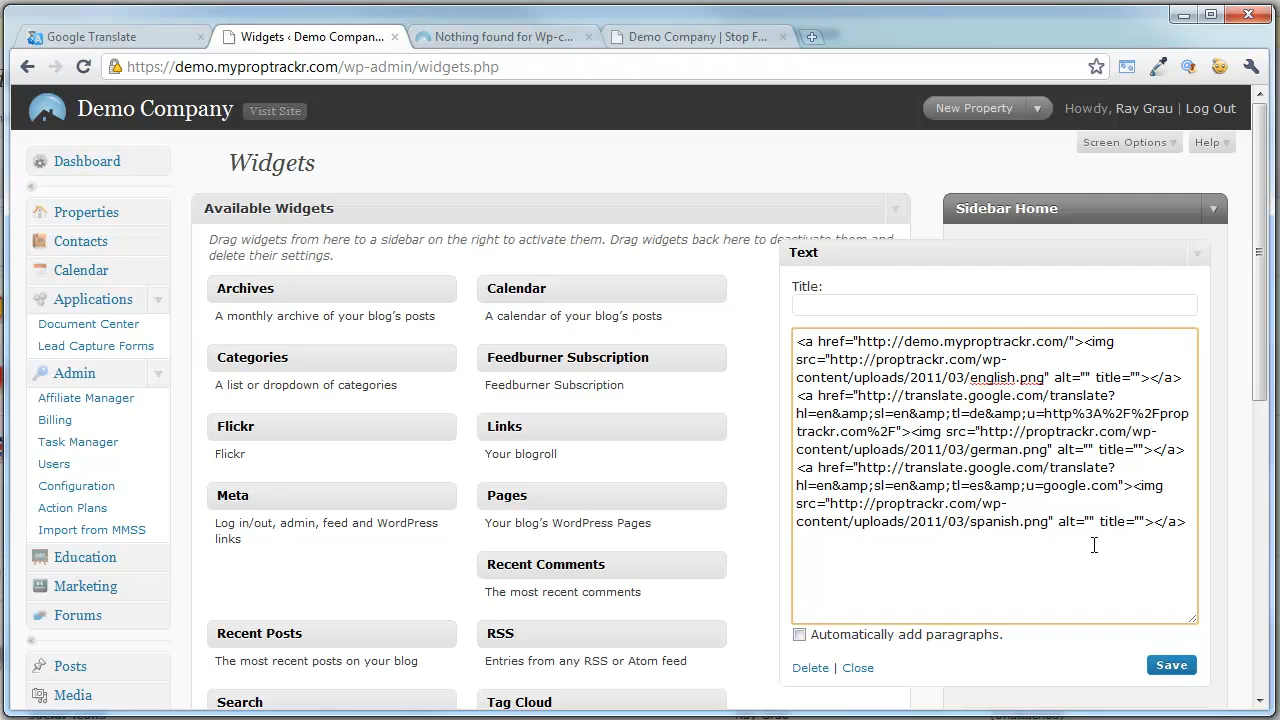 Google Translate
Widgets ‹ Demo Compan...
Nothing found for Wp-c...
Demo Company | Stop F...
https://demo.myproptrackr.com/wp-admin/widgets.php
Demo Company
Visit Site
New Property
Howdy, Ray Grau | Log Out
Screen Options
Help
Widgets
Dashboard
Properties
Contacts
Calendar
Applications
Document Center
Lead Capture Forms
Admin
Affiliate Manager
Billing
Task Manager
Users
Configuration
Action Plans
Import from MMSS
Education
Marketing
Forums
Posts
Media
Available Widgets
Drag widgets from here to a sidebar on the right to activate them. Drag widgets back here to deactivate them and
delete their settings.
Archives
A monthly archive of your blog's posts
Calendar
A calendar of your blog's posts
Categories
A list or dropdown of categories
Feedburner Subscription
Feedburner Subscription
Flickr
Flickr
Links
Your blogroll
Meta
Log in/out, admin, feed and WordPress
links
Pages
Your blog's WordPress Pages
Recent Comments
The most recent comments
Recent Posts
The most recent posts on your blog
RSS
Entries from any RSS or Atom feed
Search
Tag Cloud
Sidebar Home
Text
Title:
<a href="http://demo.myproptrackr.com/"><img
src="http://proptrackr.com/wp-
content/uploads/2011/03/english.png" alt="" title=""></a>
<a href="http://translate.google.com/translate?
hl=en&amp;sl=en&amp;tl=de&amp;u=http%3A%2F%2Fprop
trackr.com%2F"><img src="http://proptrackr.com/wp-
content/uploads/2011/03/german.png" alt="" title=""></a>
<a href="http://translate.google.com/translate?
hl=en&amp;sl=en&amp;tl=es&amp;u=google.com"><img
src="http://proptrackr.com/wp-
content/uploads/2011/03/spanish.png" alt="" title=""></a>
Automatically add paragraphs.
Delete | Close
Save